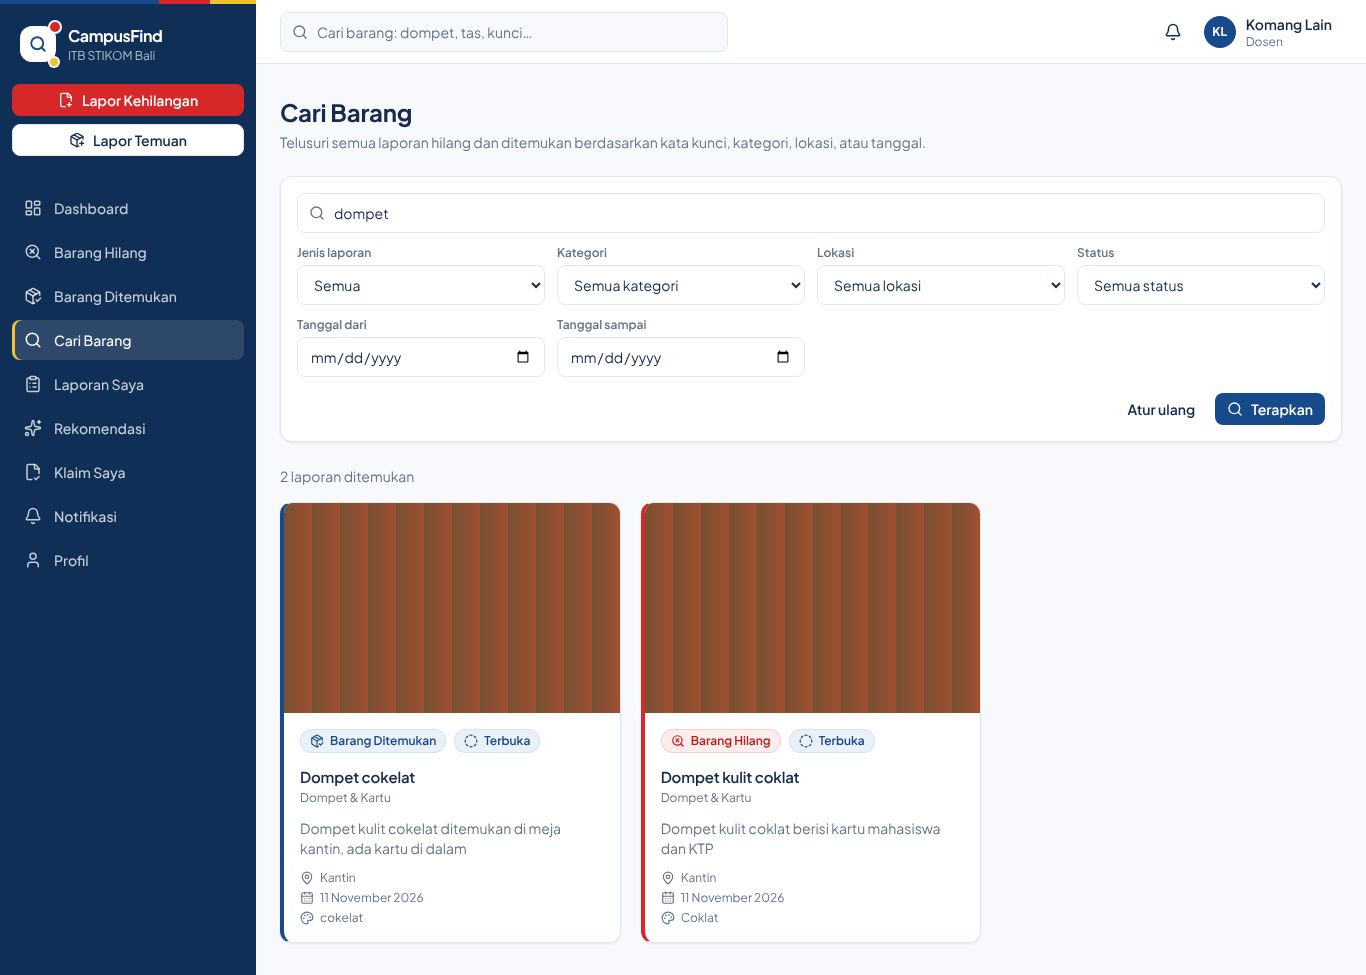 CampusFind
ITB STIKOM Bali
Lapor Kehilangan
Lapor Temuan
Dashboard
Barang Hilang
Barang Ditemukan
Cari Barang
Laporan Saya
Rekomendasi
Klaim Saya
Notifikasi
Profil
Cari barang: dompet, tas, kunci...
KL
Komang Lain
Dosen
Cari Barang
Telusuri semua laporan hilang dan ditemukan berdasarkan kata kunci, kategori, lokasi, atau tanggal.
dompet
Jenis laporan
Kategori
Lokasi
Status
Semua
Semua kategori
Semua lokasi
Semua status
Tanggal dari
Tanggal sampai
mm/dd/yyyy
mm/dd/yyyy
Atur ulang
Terapkan
2 laporan ditemukan
Barang Ditemukan
Terbuka
Dompet cokelat
Dompet & Kartu
Dompet kulit cokelat ditemukan di meja
kantin, ada kartu di dalam
Kantin
11 November 2026
cokelat
Barang Hilang
Terbuka
Dompet kulit coklat
Dompet & Kartu
Dompet kulit coklat berisi kartu mahasiswa
dan KTP
Kantin
11 November 2026
Coklat